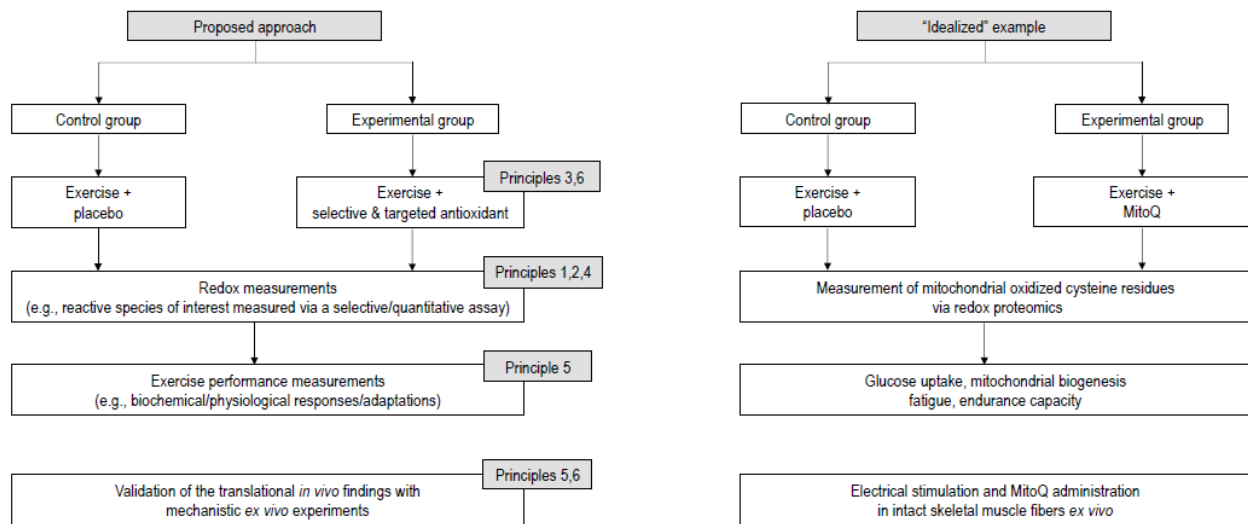 Proposed approach
Control group
Experimental group
Principles 3,6
Exercise +
placebo
Exercise +
selective & targeted antioxidant
Principles 1,2,4
Redox measurements
(e.g., reactive species of interest measured via a selective/quantitative assay)
Principle 5
Exercise performance measurements
(e.g., biochemical/physiological responses/adaptations)
Principles 5,6
Validation of the translational in vivo findings with
mechanistic ex vivo experiments
“Idealized” example
Control group
Experimental group
Exercise +
placebo
Exercise +
MitoQ
Measurement of mitochondrial oxidized cysteine residues
via redox proteomics
Glucose uptake, mitochondrial biogenesis
fatigue, endurance capacity
Electrical stimulation and MitoQ administration
in intact skeletal muscle fibers ex vivo